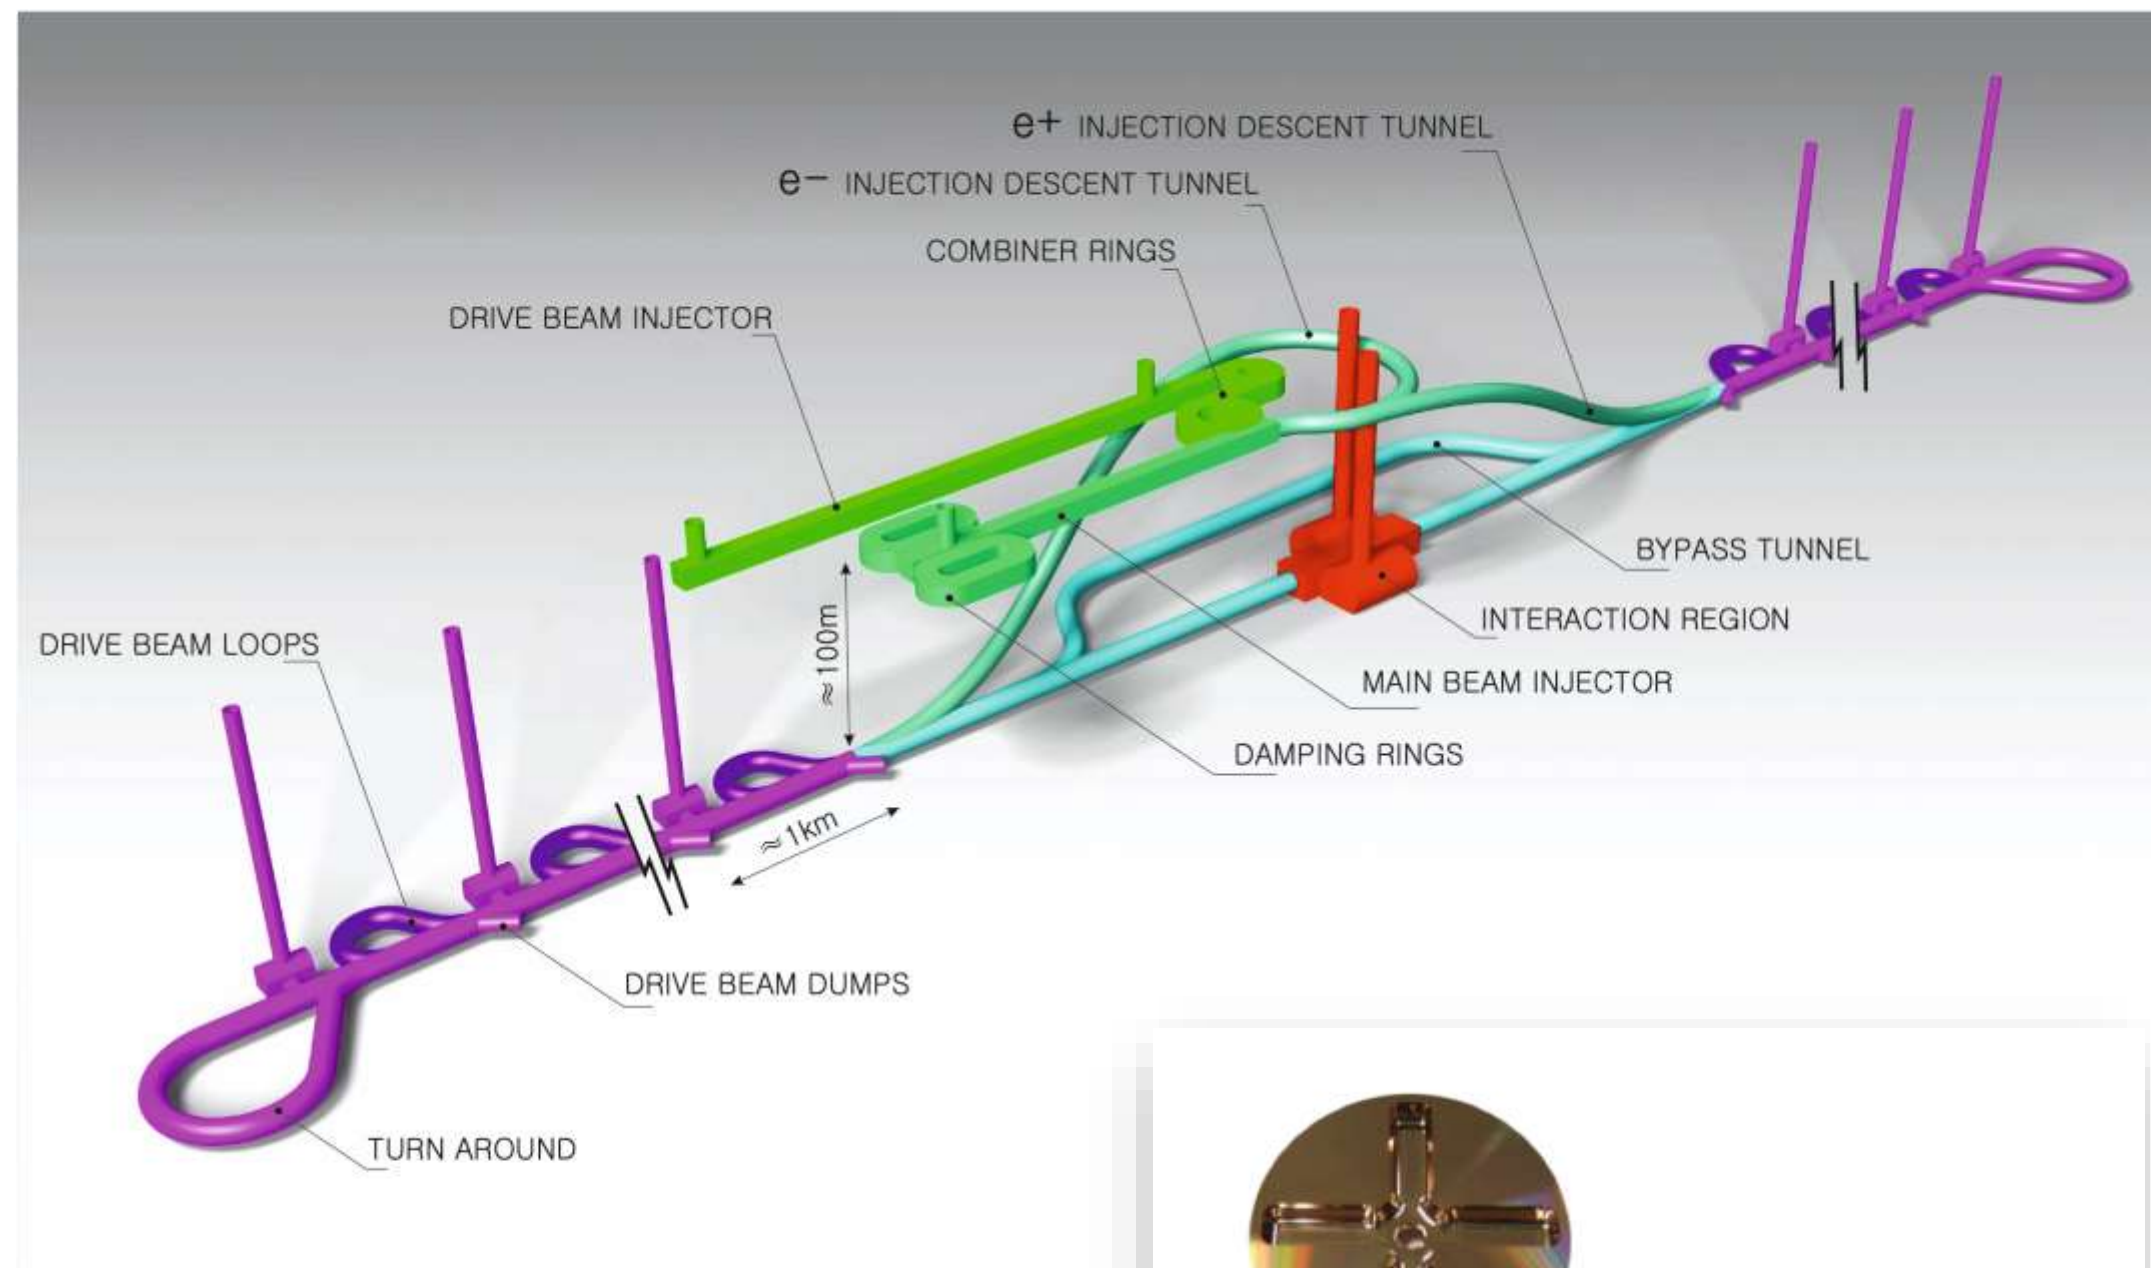 e+ INJECTION DESCENT TUNNEL
e− INJECTION DESCENT TUNNEL
COMBINER RINGS
DRIVE BEAM INJECTOR
BYPASS TUNNEL
INTERACTION REGION
DRIVE BEAM LOOPS
≈100m
MAIN BEAM INJECTOR
DAMPING RINGS
≈1km
DRIVE BEAM DUMPS
TURN AROUND